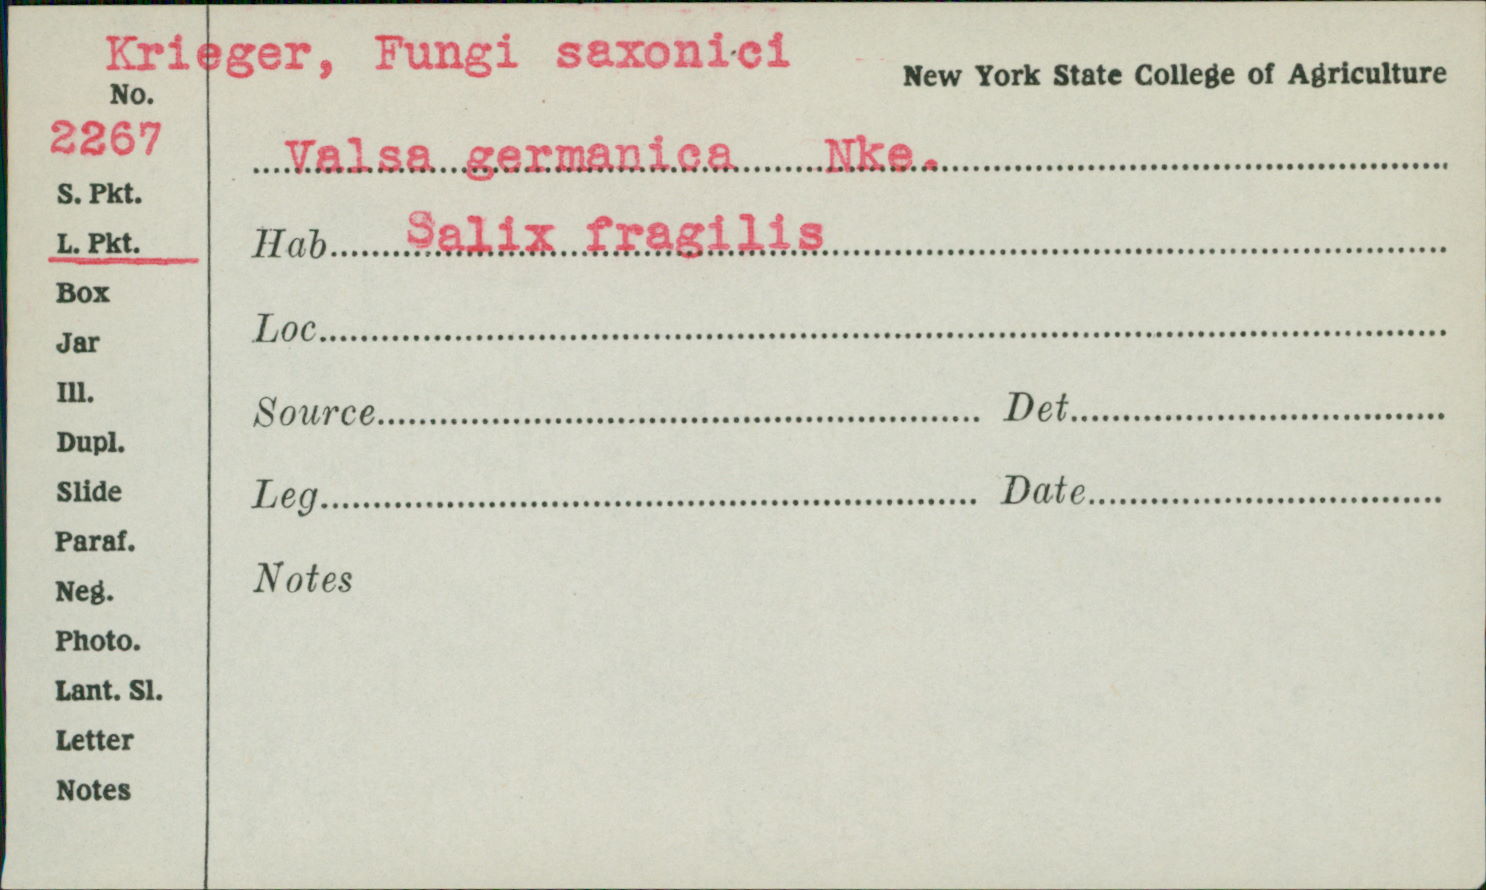 Krieger, Fungi saxonici
New York State College of Agriculture
No.
2267
Valsa germanica Nke.
S. Pkt.
L. Pkt.
Hab. Salix fragilis
Box
Loc.
Jar
Ill.
Source. Det.
Dupl.
Slide
Leg. Date.
Paraf.
Neg.
Notes
Photo.
Lant. Sl.
Letter
Notes